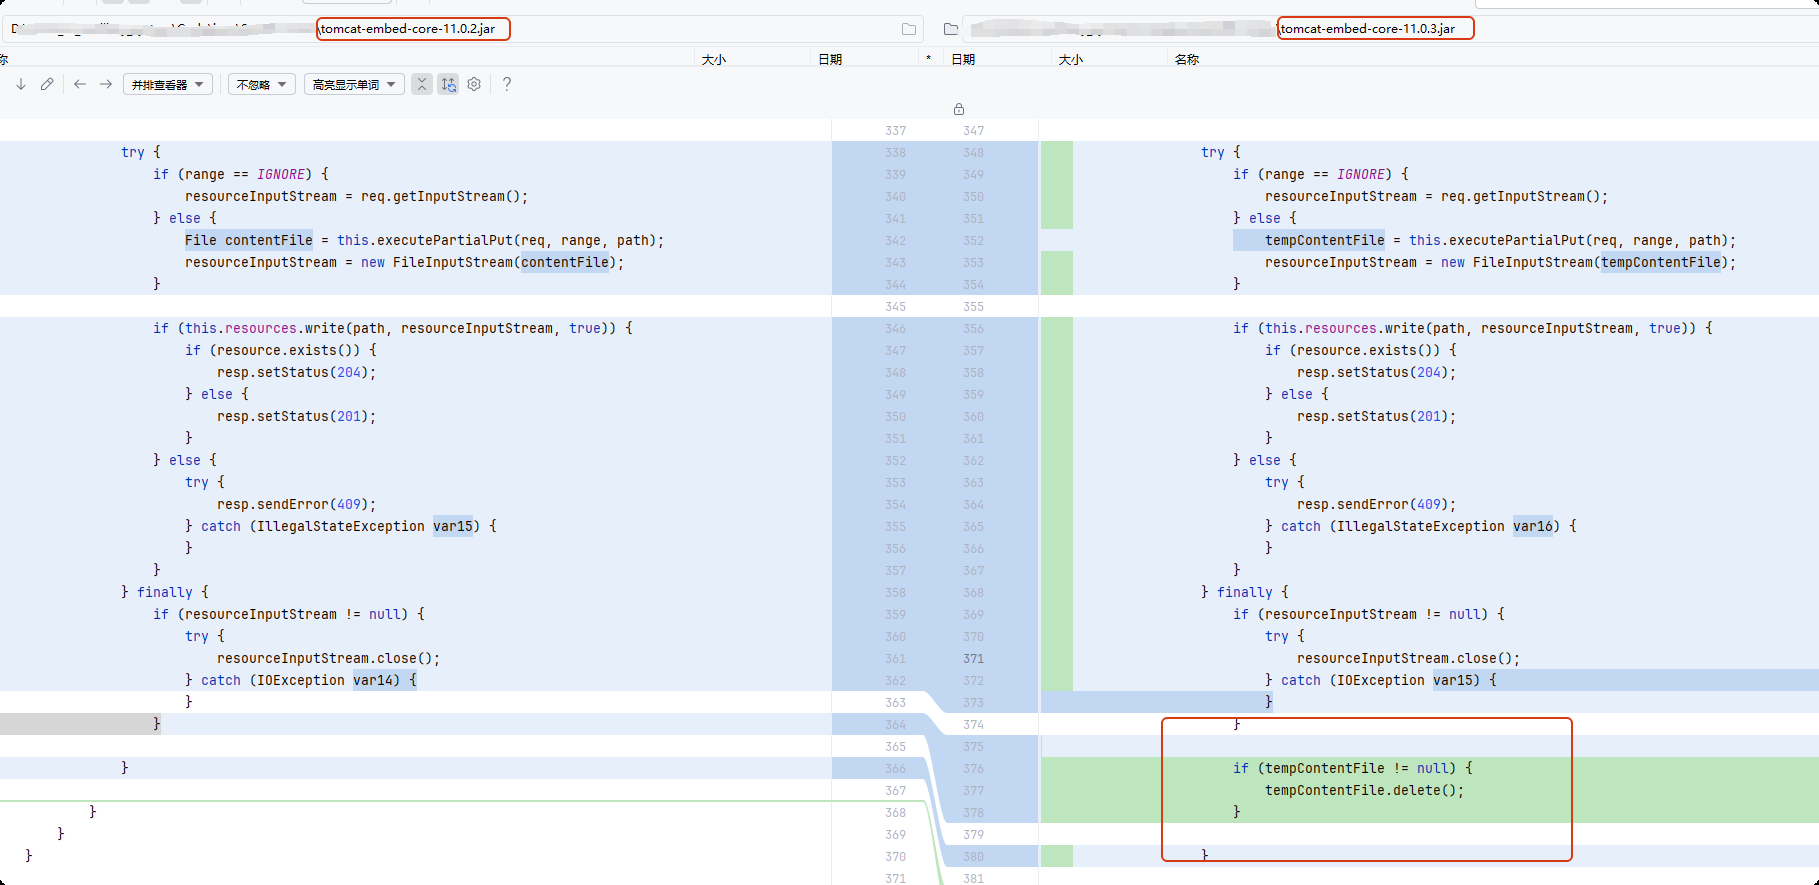 \tomcat-embed-core-11.0.2.jar
\tomcat-embed-core-11.0.3.jar
称 大小 日期 * 日期 大小 名称
并排查看器 不忽略 高亮显示单词 ?
337 347
try { 338 348 try {
if (range == IGNORE) { 339 349 if (range == IGNORE) {
resourceInputStream = req.getInputStream(); 340 350 resourceInputStream = req.getInputStream();
} else { 341 351 } else {
File contentFile = this.executePartialPut(req, range, path); 342 352 tempContentFile = this.executePartialPut(req, range, path);
resourceInputStream = new FileInputStream(contentFile); 343 353 resourceInputStream = new FileInputStream(tempContentFile);
} 344 354 }
345 355
if (this.resources.write(path, resourceInputStream, true)) { 346 356 if (this.resources.write(path, resourceInputStream, true)) {
if (resource.exists()) { 347 357 if (resource.exists()) {
resp.setStatus(204); 348 358 resp.setStatus(204);
} else { 349 359 } else {
resp.setStatus(201); 350 360 resp.setStatus(201);
} 351 361 }
} else { 352 362 } else {
try { 353 363 try {
resp.sendError(409); 354 364 resp.sendError(409);
} catch (IllegalStateException var15) { 355 365 } catch (IllegalStateException var16) {
} 356 366 }
} 357 367 }
} finally { 358 368 } finally {
if (resourceInputStream != null) { 359 369 if (resourceInputStream != null) {
try { 360 370 try {
resourceInputStream.close(); 361 371 resourceInputStream.close();
} catch (IOException var14) { 362 372 } catch (IOException var15) {
} 363 373 }
} 364 374 }
365 375
} 366 376 if (tempContentFile != null) {
367 377 tempContentFile.delete();
} 368 378 }
} 369 379
} 370 380 }
371 381